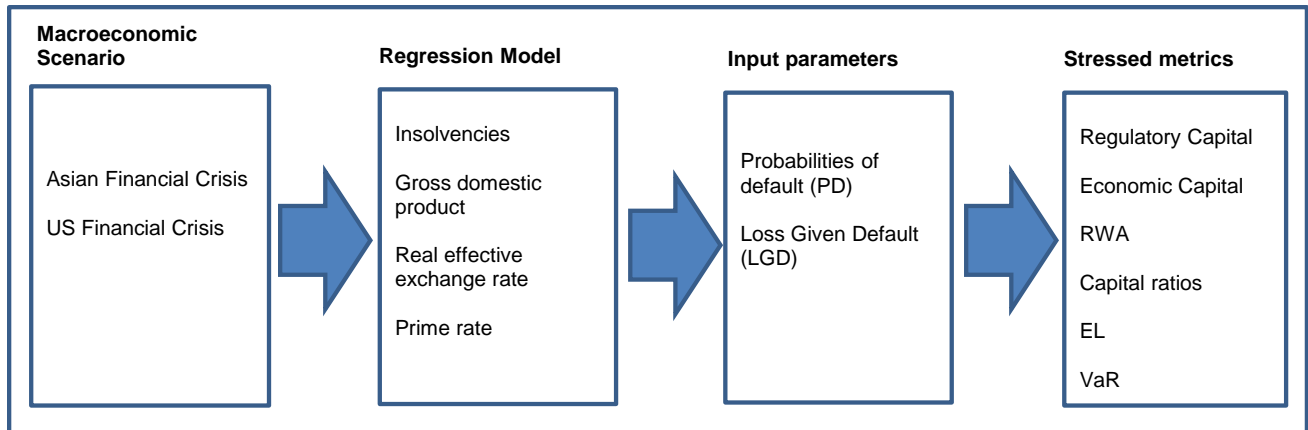 Macroeconomic
Scenario
Asian Financial Crisis
US Financial Crisis
Regression Model
Insolvencies
Gross domestic
product
Real effective
exchange rate
Prime rate
Input parameters
Probabilities of
default (PD)
Loss Given Default
(LGD)
Stressed metrics
Regulatory Capital
Economic Capital
RWA
Capital ratios
EL
VaR